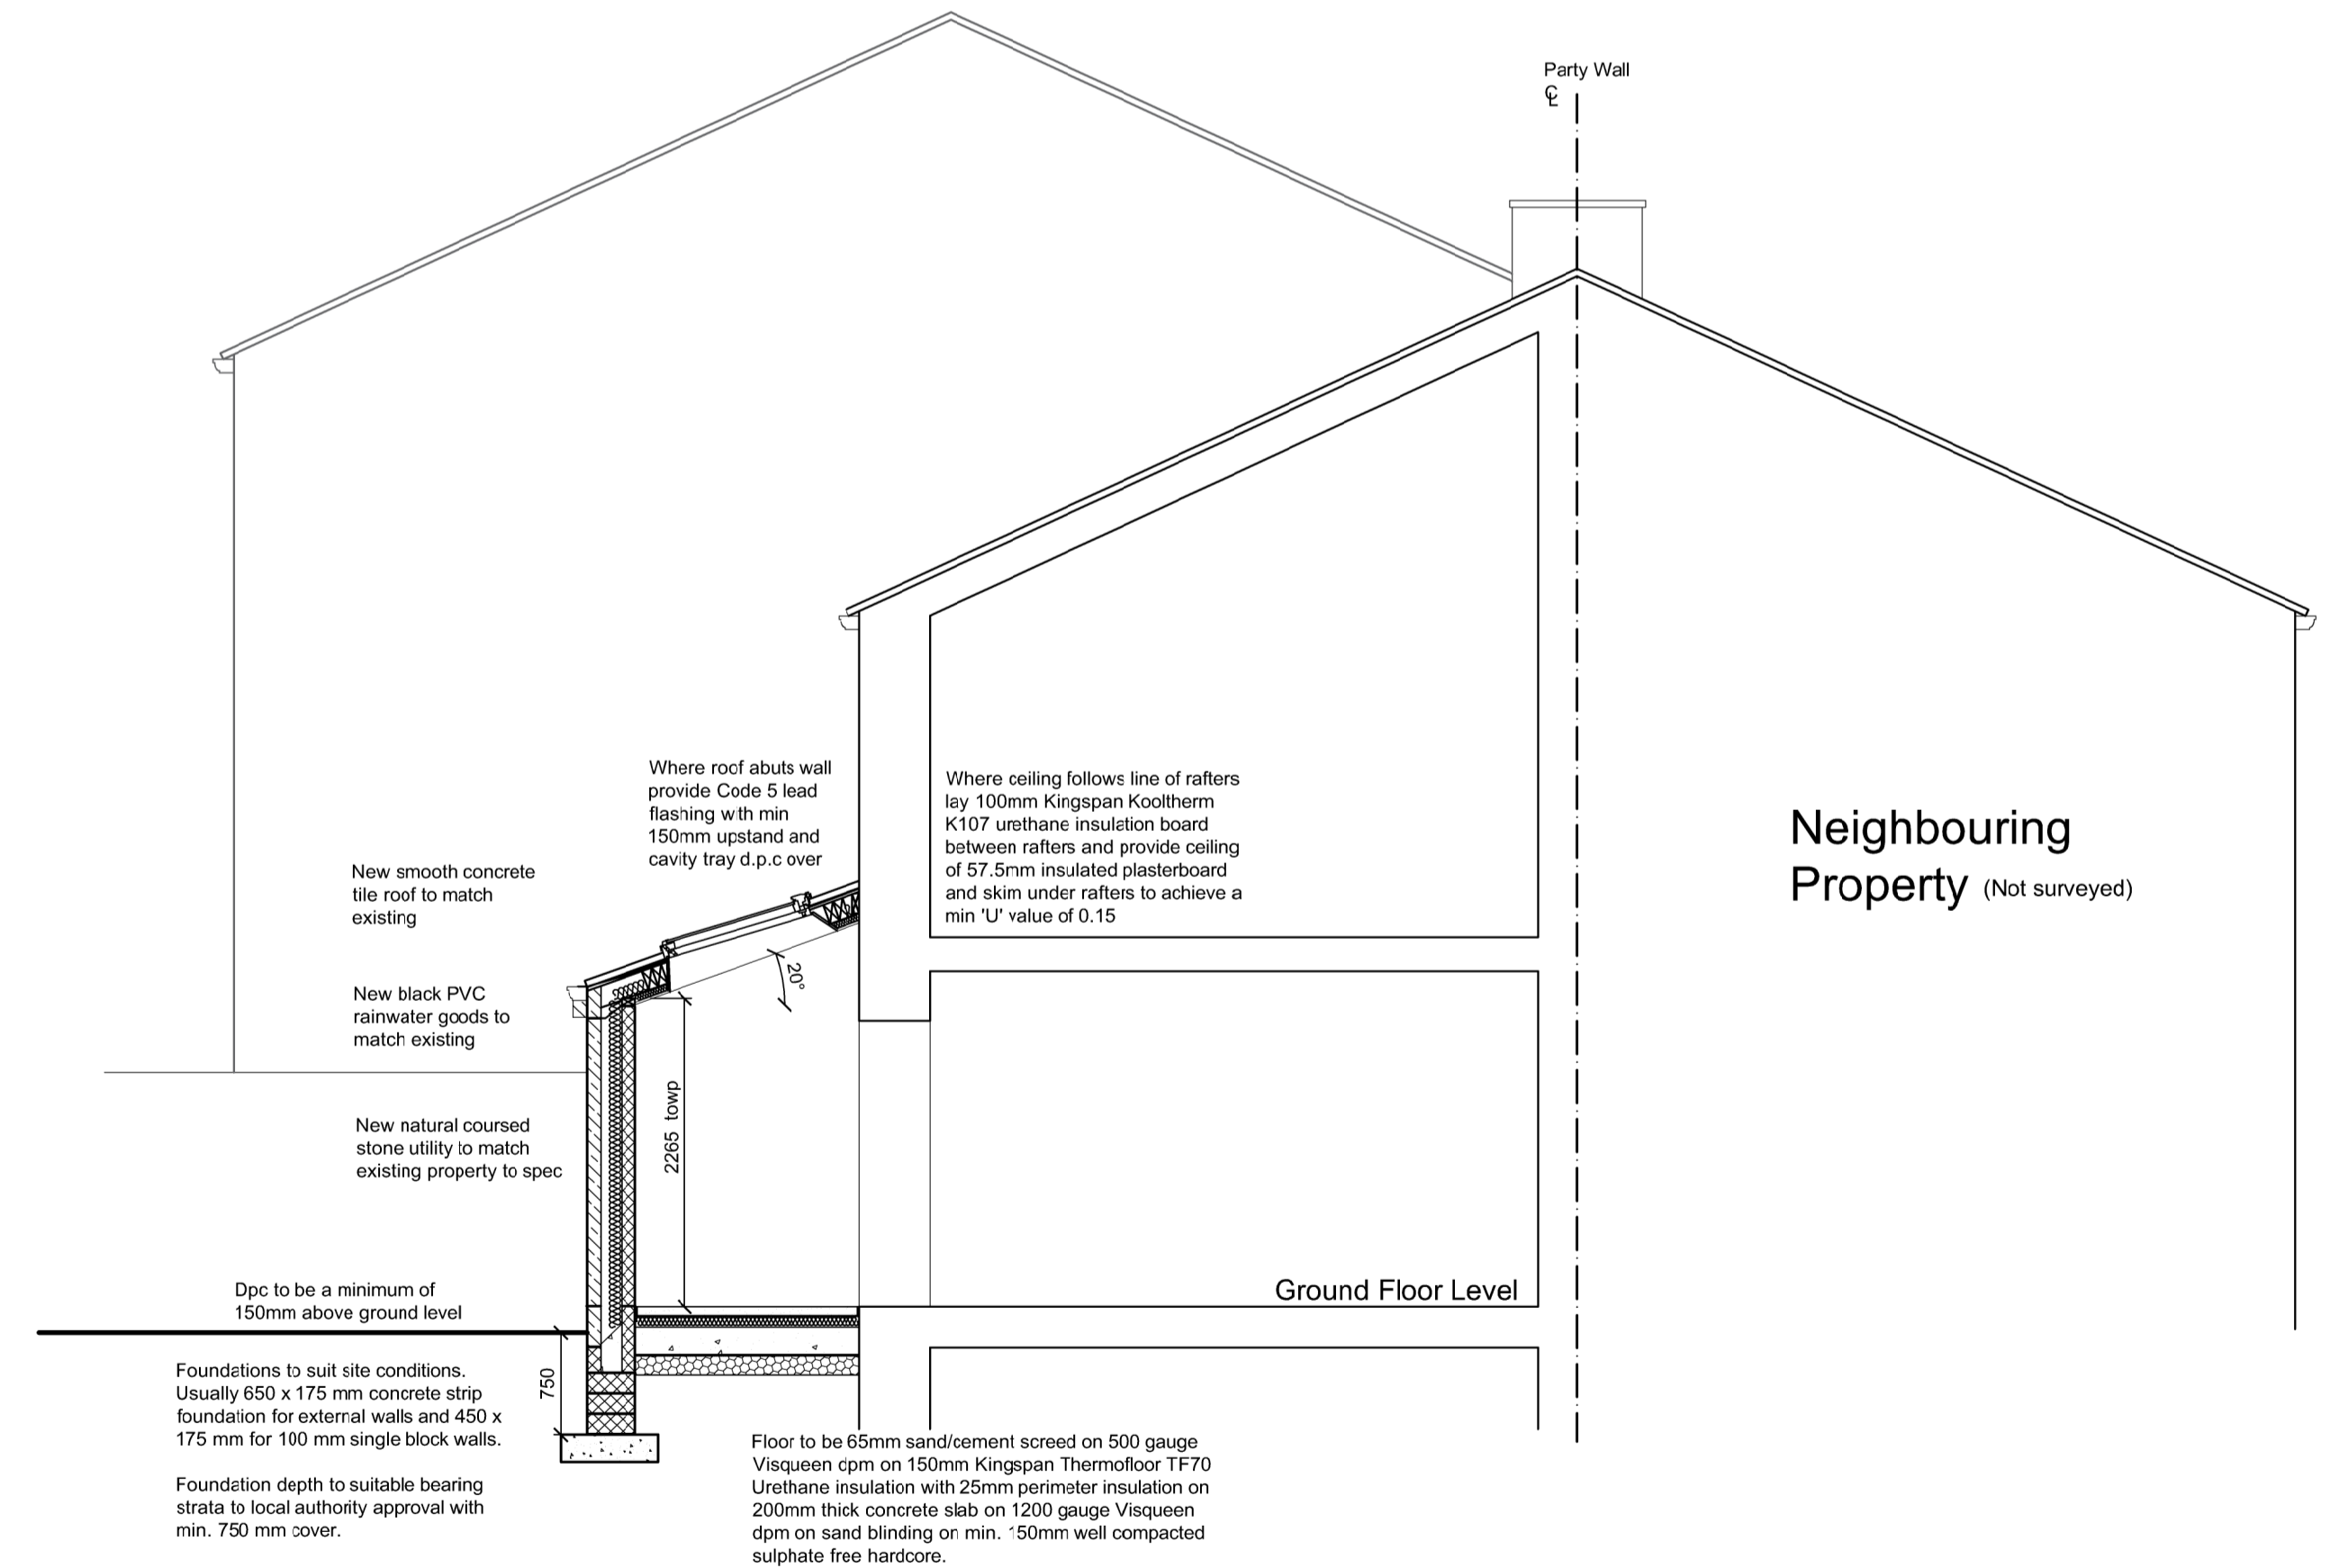 Party Wall
℄
Where roof abuts wall
provide Code 5 lead
flashing with min
150mm upstand and
cavity tray d.p.c over
Where ceiling follows line of rafters
lay 100mm Kingspan Kooltherm
K107 urethane insulation board
between rafters and provide ceiling
of 57.5mm insulated plasterboard
and skim under rafters to achieve a
min 'U' value of 0.15
Neighbouring
Property (Not surveyed)
New smooth concrete
tile roof to match
existing
20°
New black PVC
rainwater goods to
match existing
2265 towp
New natural coursed
stone utility to match
existing property to spec
Ground Floor Level
Dpc to be a minimum of
150mm above ground level
750
Foundations to suit site conditions.
Usually 650 x 175 mm concrete strip
foundation for external walls and 450 x
175 mm for 100 mm single block walls.
Foundation depth to suitable bearing
strata to local authority approval with
min. 750 mm cover.
Floor to be 65mm sand/cement screed on 500 gauge
Visqueen dpm on 150mm Kingspan Thermofloor TF70
Urethane insulation with 25mm perimeter insulation on
200mm thick concrete slab on 1200 gauge Visqueen
dpm on sand blinding on min. 150mm well compacted
sulphate free hardcore.